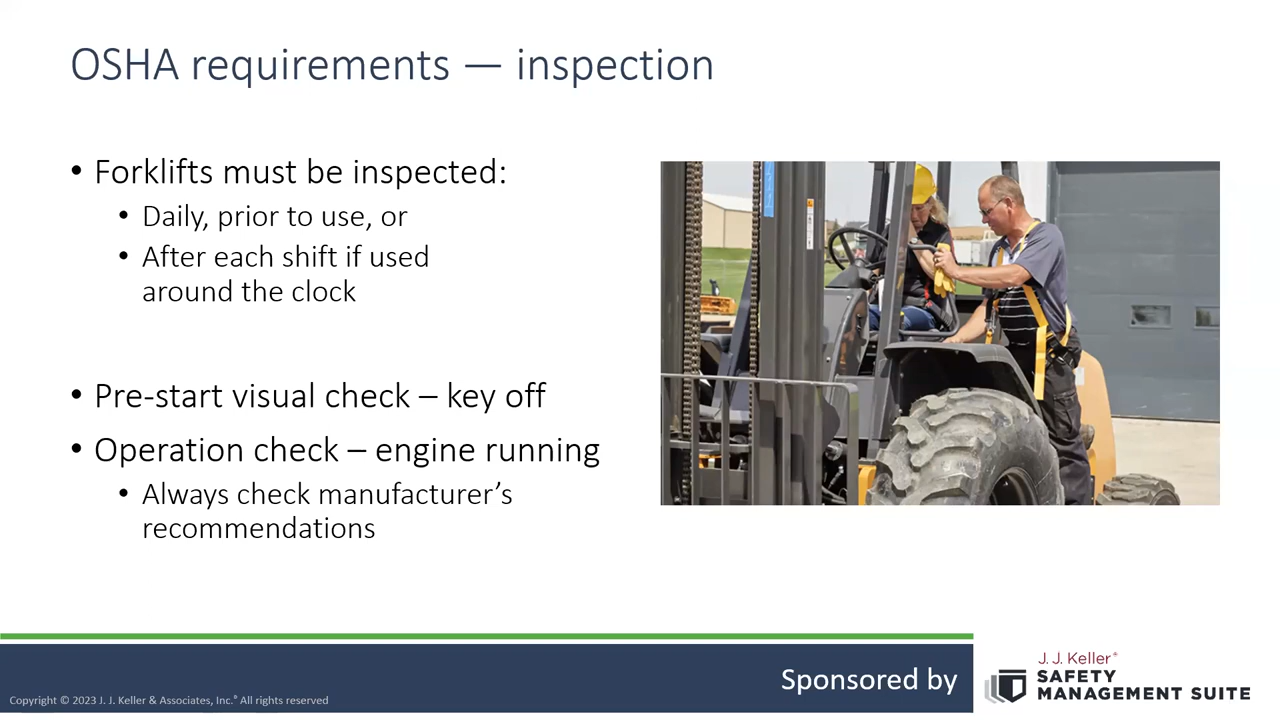 OSHA requirements — inspection
• Forklifts must be inspected:
• Daily, prior to use, or
• After each shift if used
around the clock
• Pre-start visual check – key off
• Operation check – engine running
• Always check manufacturer’s
recommendations
Sponsored by
J. J. Keller®
SAFETY
MANAGEMENT SUITE
Copyright © 2023 J. J. Keller & Associates, Inc.® All rights reserved